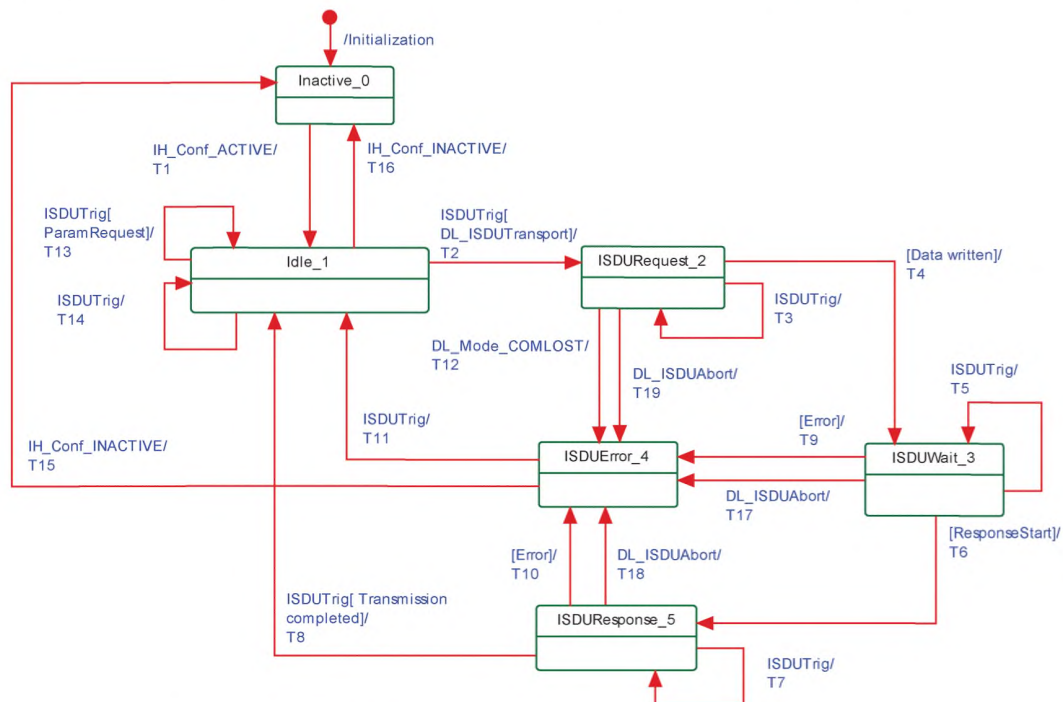 /Initialization
Inactive_0
IH_Conf_ACTIVE/
T1
IH_Conf_INACTIVE/
T16
ISDUTrig[
ParamRequest]/
T13
ISDUTrig[
DL_ISDUTransport]/
T2
Idle_1
ISDURequest_2
[Data written]/
T4
ISDUTrig/
T14
ISDUTrig/
T3
DL_Mode_COMLOST/
T12
DL_ISDUAbort/
T19
ISDUTrig/
T5
ISDUTrig/
T11
[Error]/
T9
IH_Conf_INACTIVE/
T15
ISDUError_4
ISDUWait_3
DL_ISDUAbort/
T17
[ResponseStart]/
T6
[Error]/
T10
DL_ISDUAbort/
T18
ISDUTrig[ Transmission
completed]/
T8
ISDUResponse_5
ISDUTrig/
T7